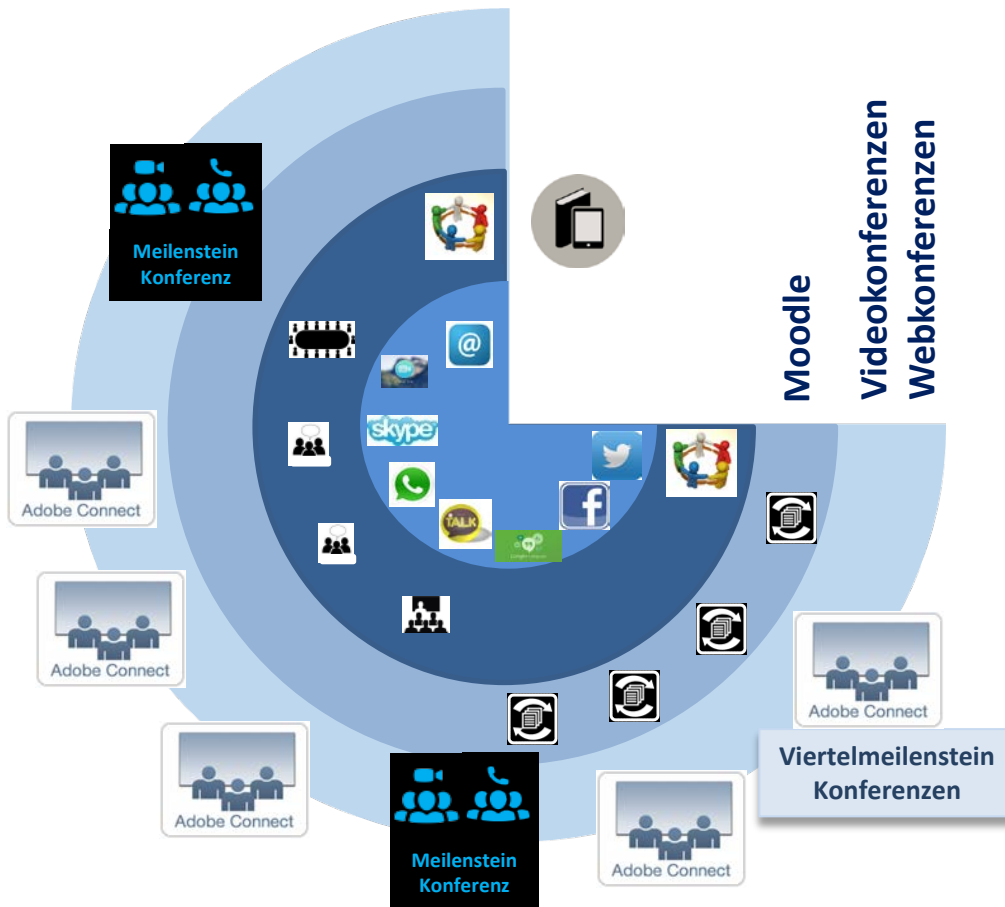 Meilenstein
Konferenz
Moodle
Videokonferenzen
Webkonferenzen
@
skype
TALK
f
Adobe Connect
Adobe Connect
Adobe Connect
Adobe Connect
Adobe Connect
Viertelmeilenstein
Konferenzen
Meilenstein
Konferenz